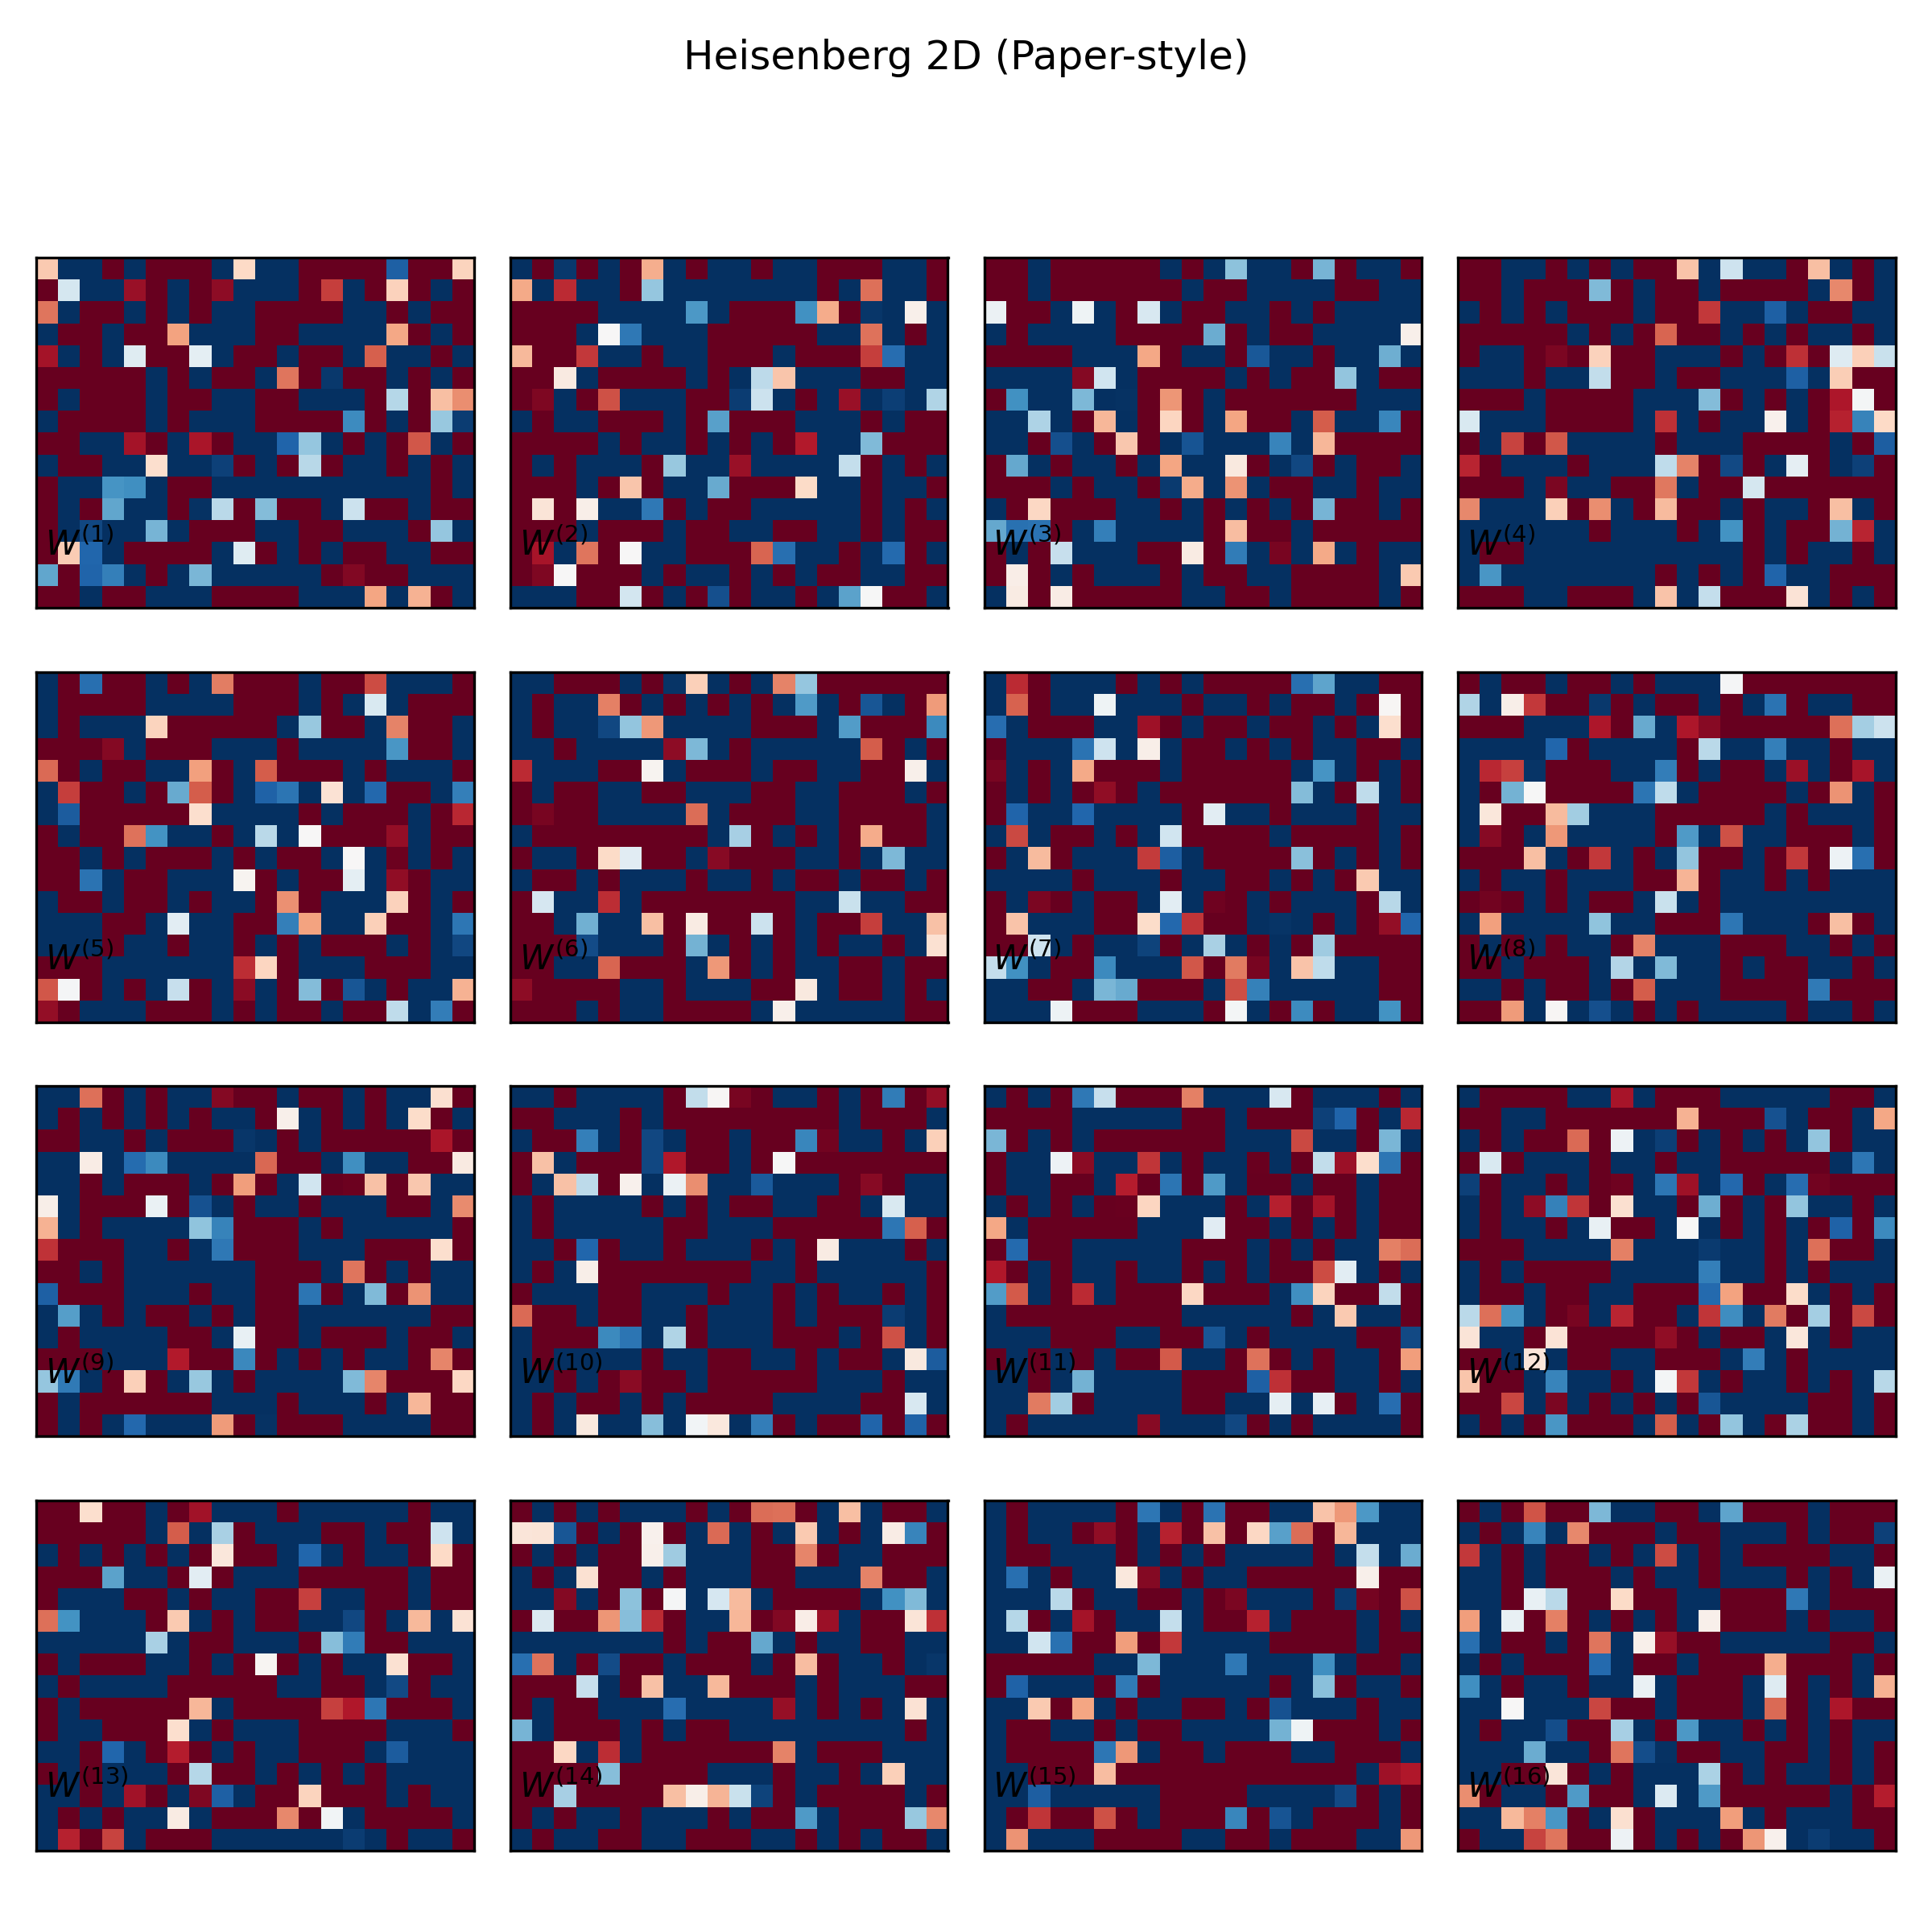 Heisenberg 2D (Paper-style)
W^(1) W^(2) W^(3) W^(4)
W^(5) W^(6) W^(7) W^(8)
W^(9) W^(10) W^(11) W^(12)
W^(13) W^(14) W^(15) W^(16)